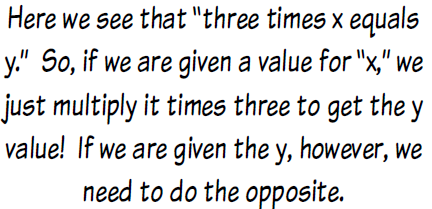 Here we see that "three times x equals
y."  So, if we are given a value for "x," we
just multiply it times three to get the y
value!  If we are given the y, however, we
need to do the opposite.